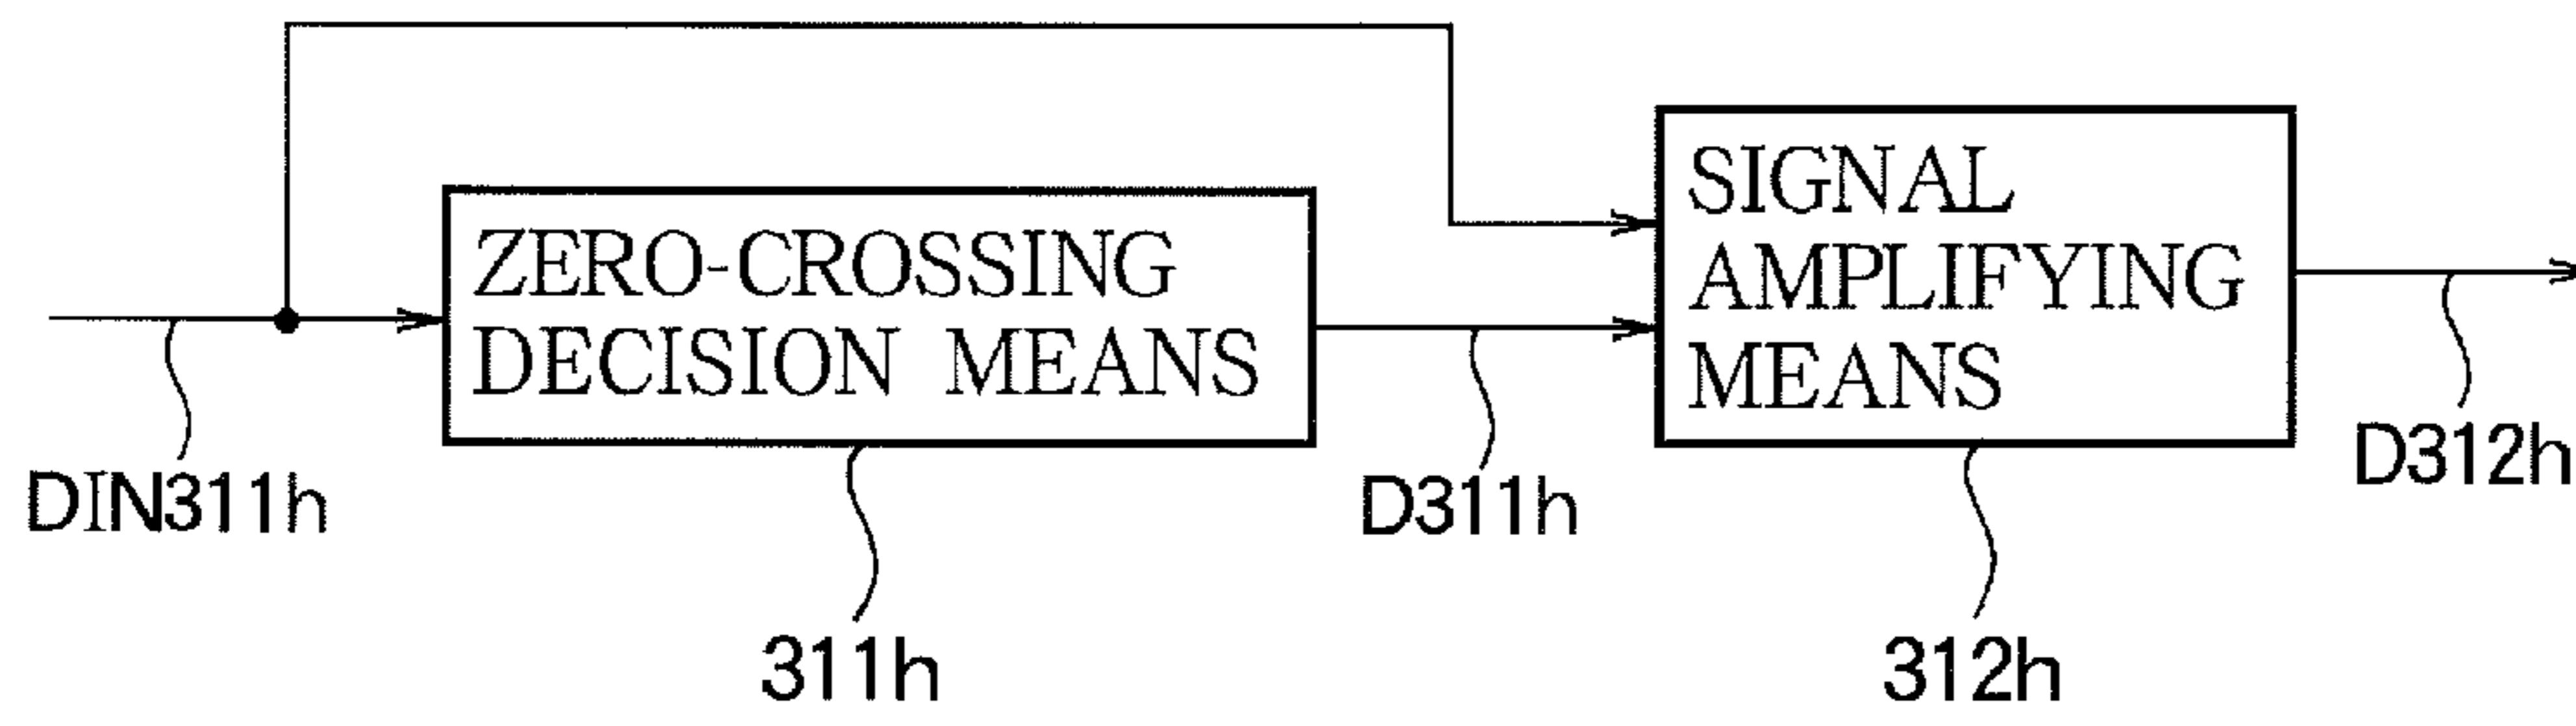 ZERO-CROSSING
DECISION MEANS
SIGNAL
AMPLIFYING
MEANS
DIN311h
D311h
D312h
311h
312h